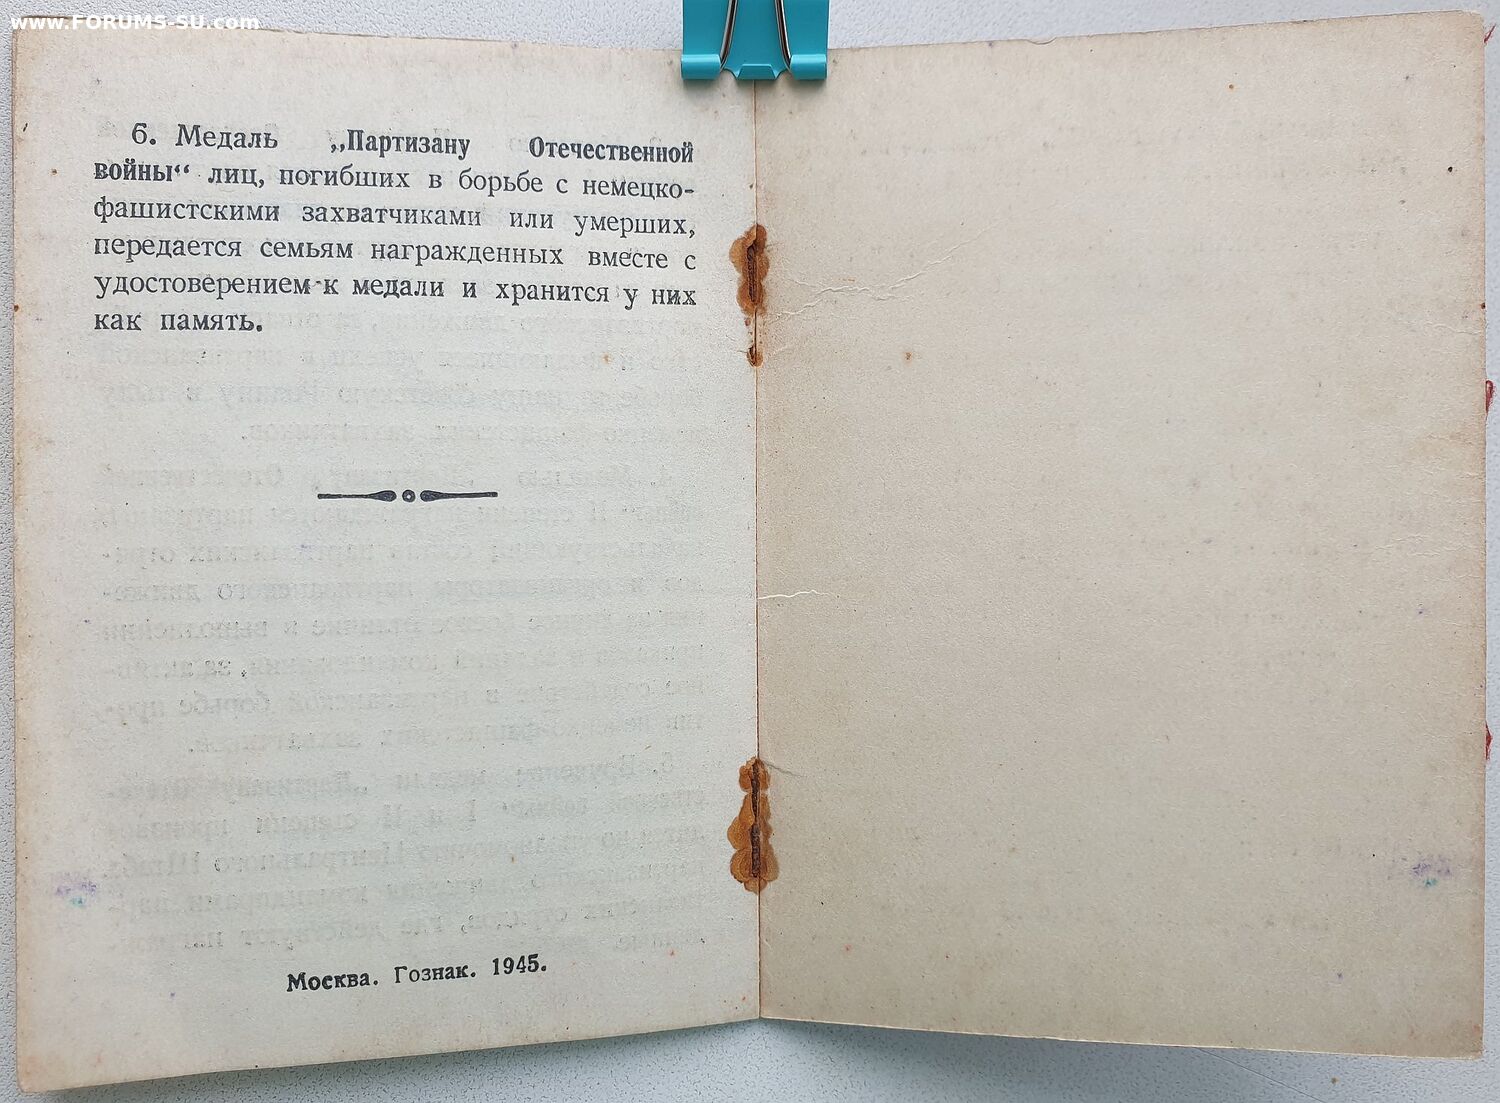 www.FORUMS-SU.com
6. Медаль „Партизану Отечественной
войны“ лиц, погибших в борьбе с немецко-
фашистскими захватчиками или умерших,
передается семьям награжденных вместе с
удостоверением к медали и хранится у них
как память.
Москва. Гознак. 1945.